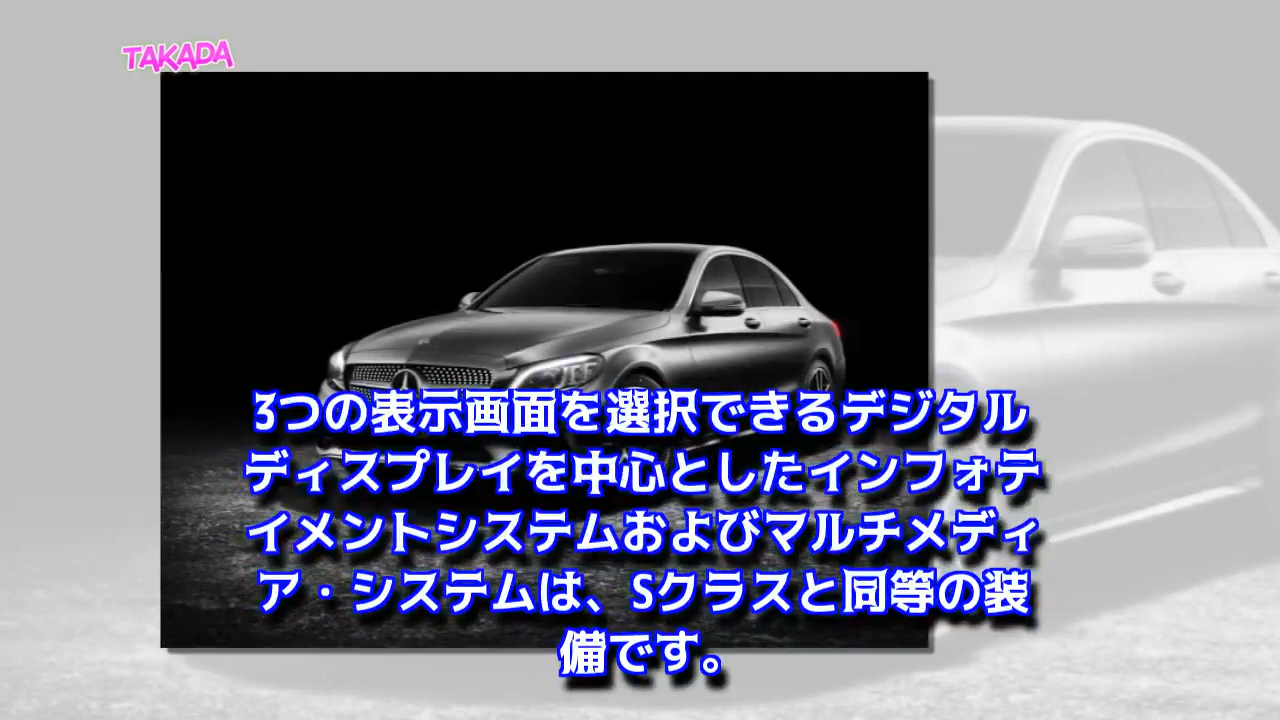 TAKADA
3つの表示画面を選択できるデジタル
ディスプレイを中心としたインフォテ
イメントシステムおよびマルチメディ
ア・システムは、Sクラスと同等の装
備です。